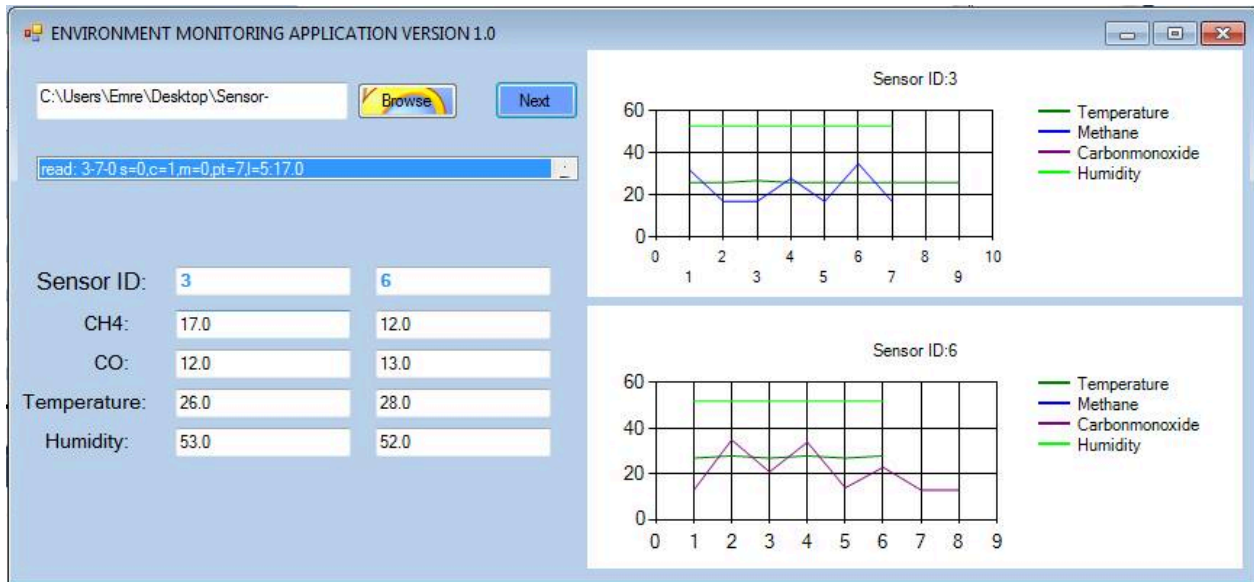 ENVIRONMENT MONITORING APPLICATION VERSION 1.0
C:\Users\Emre\Desktop\Sensor-
Browse
Next
read: 3-7-0 s=0,c=1,m=0,pt=7,l=5:17.0
Sensor ID: 3 6
CH4: 17.0 12.0
CO: 12.0 13.0
Temperature: 26.0 28.0
Humidity: 53.0 52.0
Sensor ID:3
60
40
20
0
0 2 4 6 8 10
1 3 5 7 9
Temperature
Methane
Carbonmonoxide
Humidity
Sensor ID:6
60
40
20
0
0 1 2 3 4 5 6 7 8 9
Temperature
Methane
Carbonmonoxide
Humidity